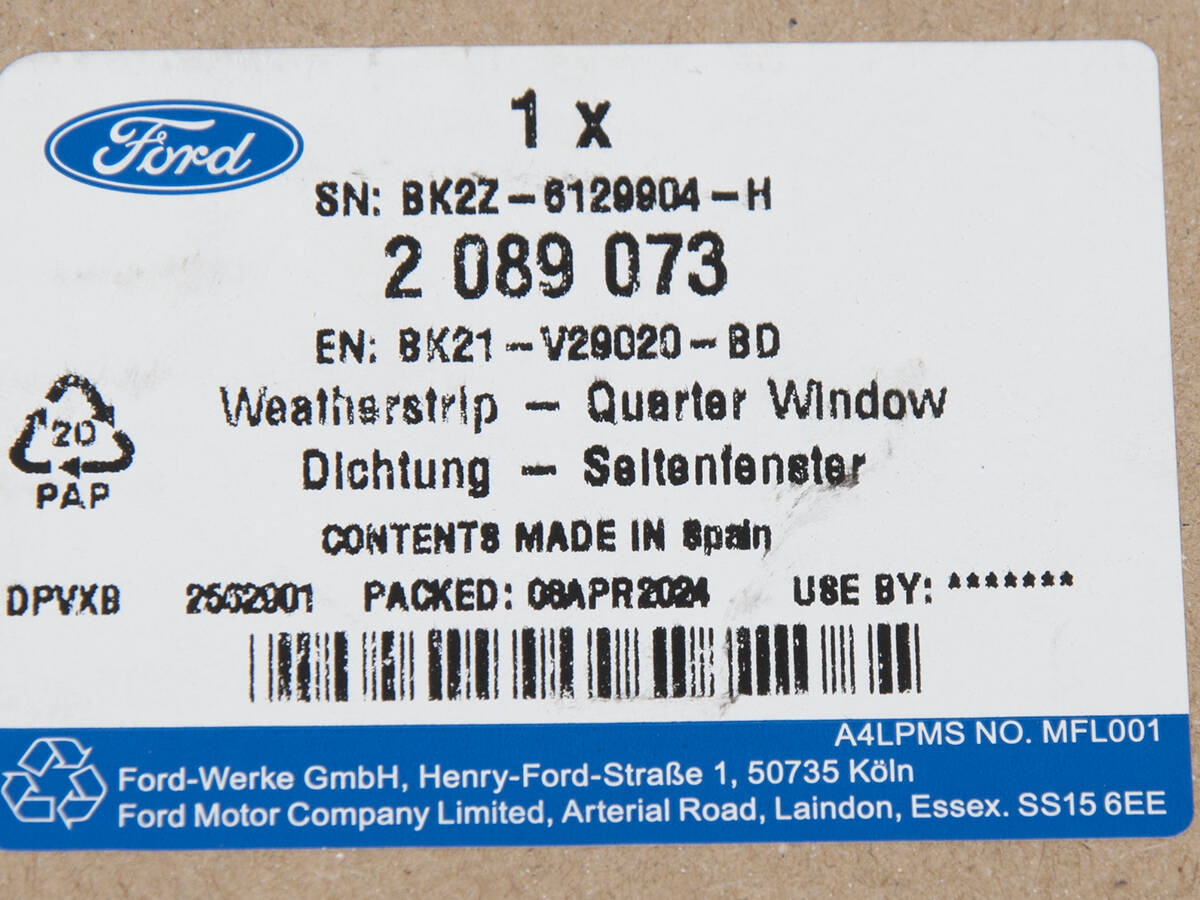 Ford
1 x
SN: BK2Z-6129904-H
2 089 073
EN: BK21-V29020-BD
Weatherstrip - Quarter Window
Dichtung - Seitenfenster
20
PAP
CONTENTS MADE IN Spain
DPVXB PACKED: 08APR2024 USE BY: *******
A4LPMS NO. MFL001
Ford-Werke GmbH, Henry-Ford-Straße 1, 50735 Köln
Ford Motor Company Limited, Arterial Road, Laindon, Essex. SS15 6EE